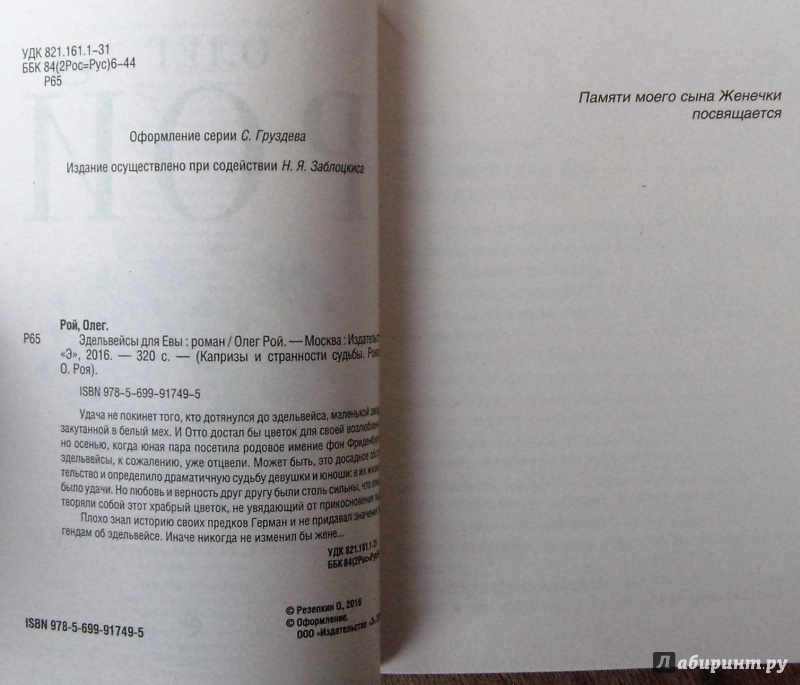 УДК 821.161.1–31
ББК 84(2Рос=Рус)6–44
Р65
Оформление серии С. Груздева
Издание осуществлено при содействии Н. Я. Заблоцкиса
Рой, Олег.
Р65 Эдельвейсы для Евы : роман / Олег Рой. — Москва : Издательст
«Э», 2016. — 320 с. — (Капризы и странности судьбы. Рома
О. Роя).
ISBN 978-5-699-91749-5
Удача не покинет того, кто дотянулся до эдельвейса, маленькой
закутанной в белый мех. И Отто достал бы цветок для своей возлюбленн
но осенью, когда юная пара посетила родовое имение фон Фриденбург
эдельвейсы, к сожалению, уже отцвели. Может быть, это досадное обст
тельство и определило драматичную судьбу девушки и юноши: в их жизни
было удачи. Но любовь и верность друг другу были столь сильны, что
творяли собой этот храбрый цветок, не увядающий от прикосновения
Плохо знал историю своих предков Герман и не придавал значения
гендам об эдельвейсе. Иначе никогда не изменил бы жене...
УДК 821.161.1-31
ББК 84(2Рос=Рус
ISBN 978-5-699-91749-5
© Резепкин О., 2016
© Оформление.
ООО «Издательство «Э»,
Памяти моего сына Женечки
посвящается
ОЛЕГ
РОЙ
Лабиринт.ру